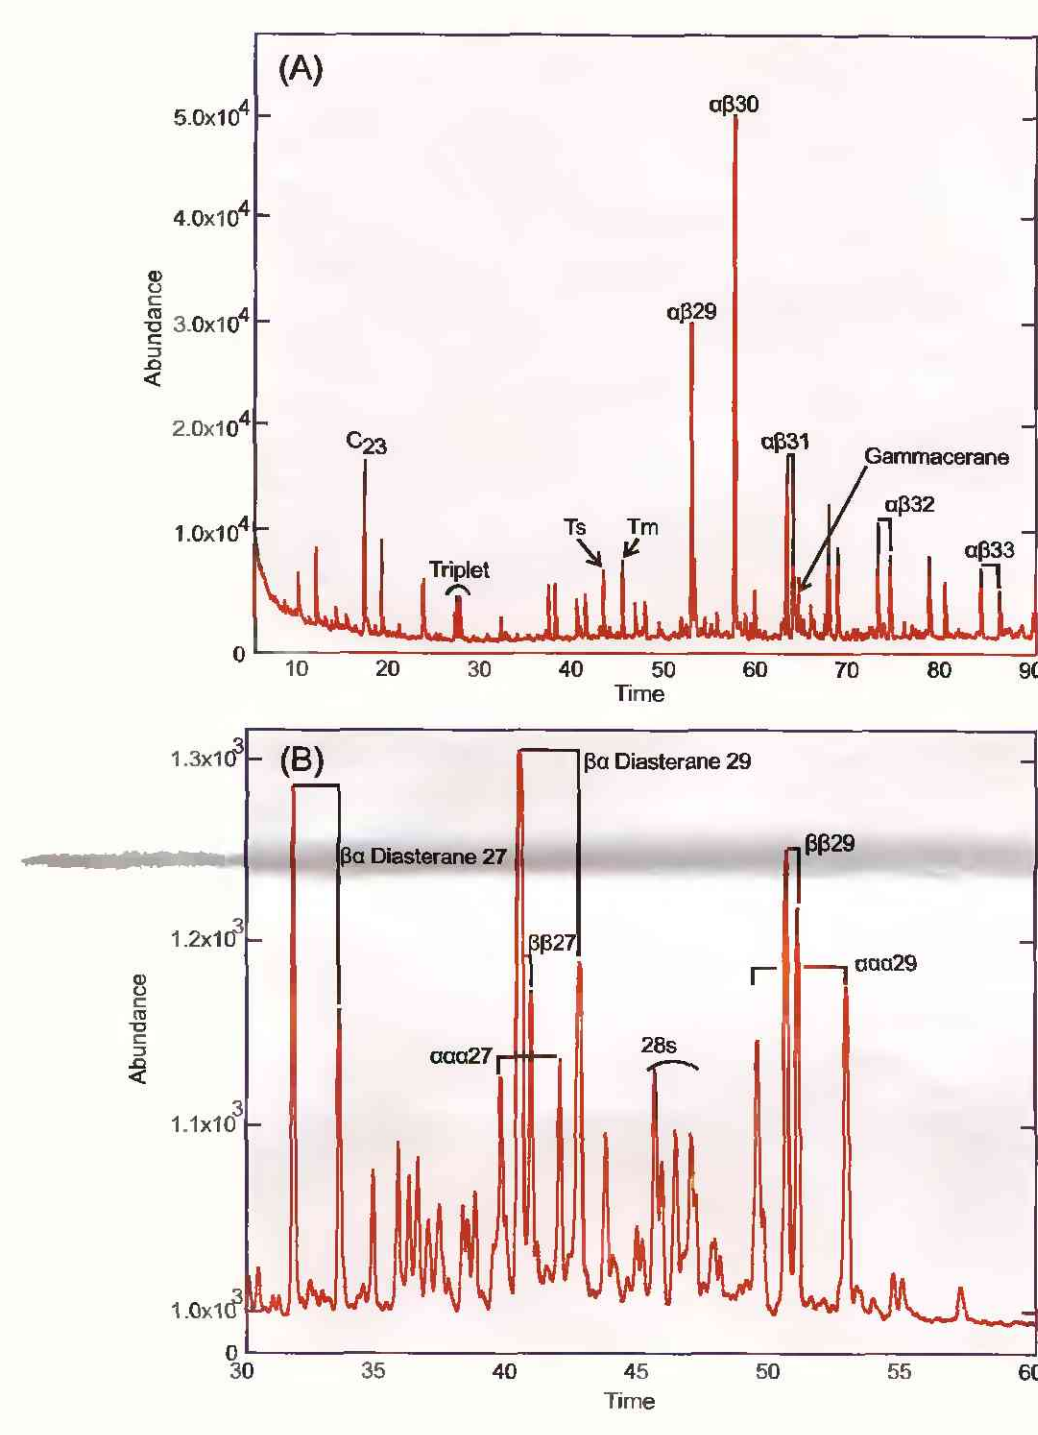 (A)
αβ30
5.0x10⁴
4.0x10⁴
αβ29
3.0x10⁴
Abundance
αβ31
2.0x10⁴
C₂₃
Gammacerane
αβ32
Ts
Tm
1.0x10⁴
αβ33
Triplet
0
10 20 30 40 50 60 70 80 90
Time
(B)
1.3x10³
βα Diasterane 29
βα Diasterane 27
ββ29
1.2x10³
ββ27
ααα29
Abundance
28s
ααα27
1.1x10³
1.0x10³
0
30 35 40 45 50 55 60
Time